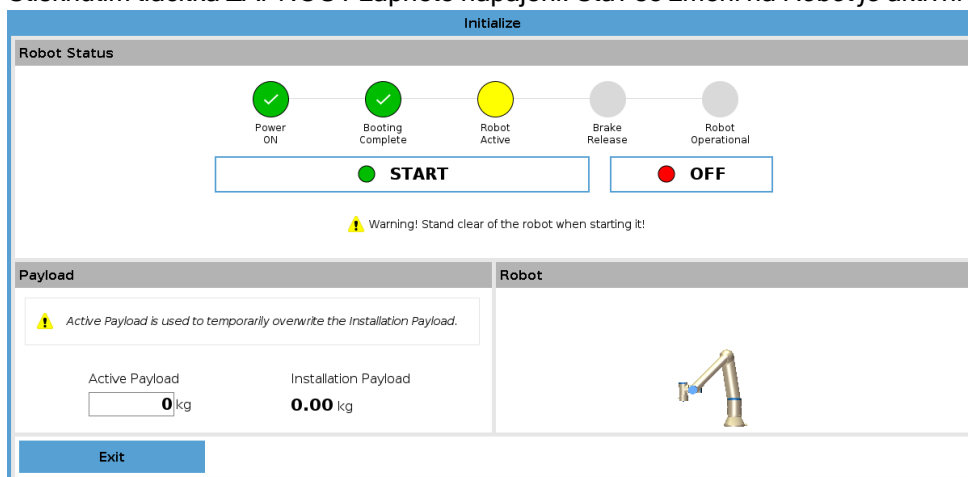 Initialize
Robot Status
Power
ON
Booting
Complete
Robot
Active
Brake
Release
Robot
Operational
START
OFF
Warning! Stand clear of the robot when starting it!
Payload
Robot
Active Payload is used to temporarily overwrite the Installation Payload.
Active Payload
Installation Payload
0 kg
0.00 kg
Exit